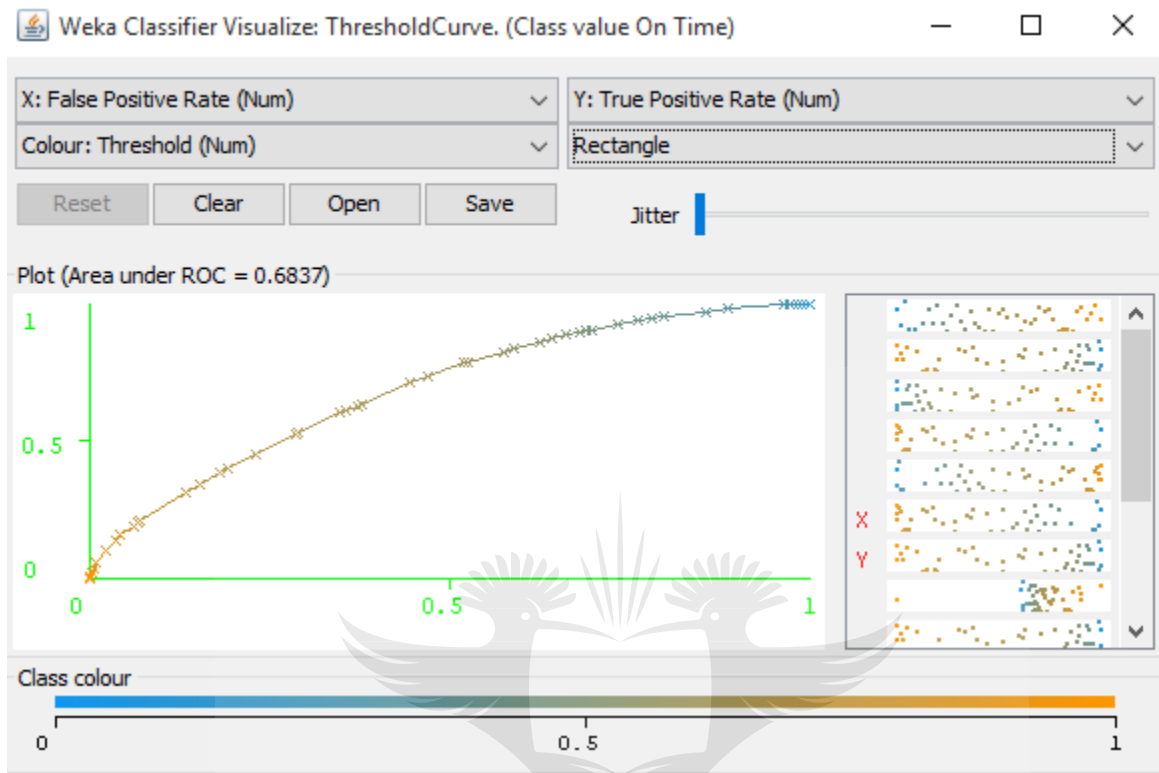 Weka Classifier Visualize: ThresholdCurve. (Class value On Time)
X: False Positive Rate (Num)
Y: True Positive Rate (Num)
Colour: Threshold (Num)
Rectangle
Reset
Clear
Open
Save
Jitter
Plot (Area under ROC = 0.6837)
1
0.5
0
0
0.5
1
X
Y
Class colour
0
0.5
1